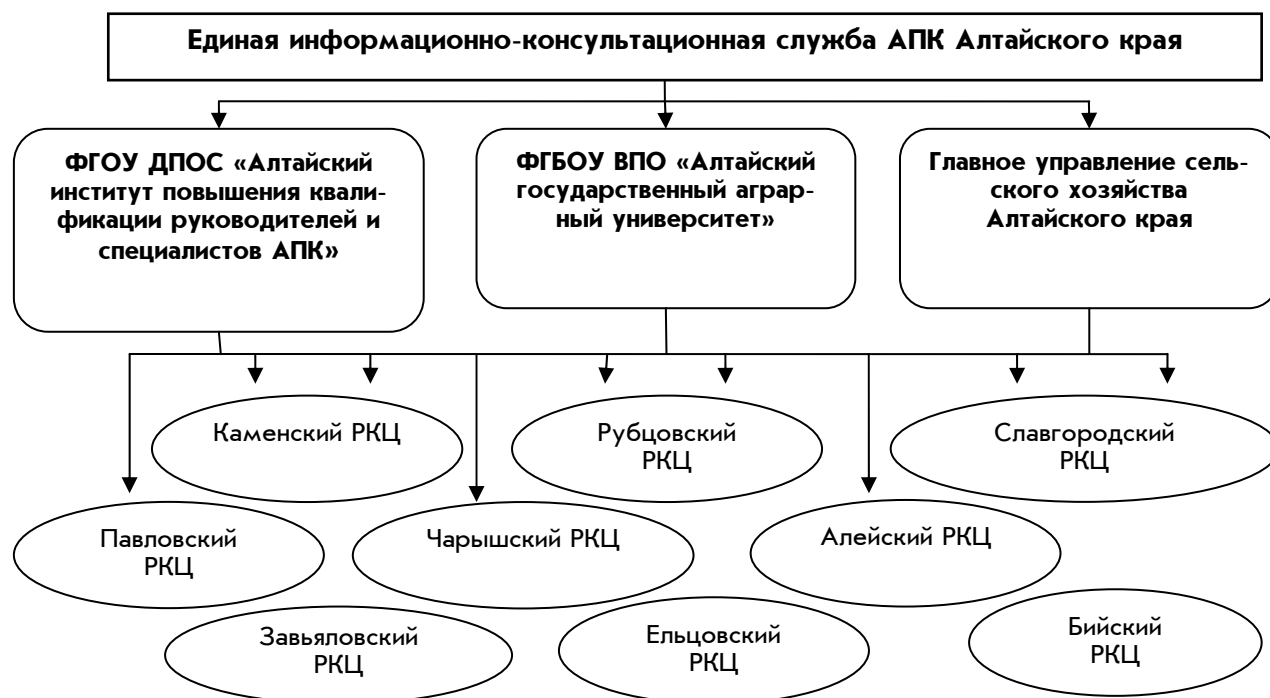 Единая информационно-консультационная служба АПК Алтайского края
ФГОУ ДПОС «Алтайский
институт повышения квали-
фикации руководителей и
специалистов АПК»
ФГБОУ ВПО «Алтайский
государственный аграр-
ный университет»
Главное управление сель-
ского хозяйства
Алтайского края
Каменский РКЦ
Рубцовский
РКЦ
Славгородский
РКЦ
Павловский
РКЦ
Чарышский РКЦ
Алейский РКЦ
Завьяловский
РКЦ
Ельцовский
РКЦ
Бийский
РКЦ